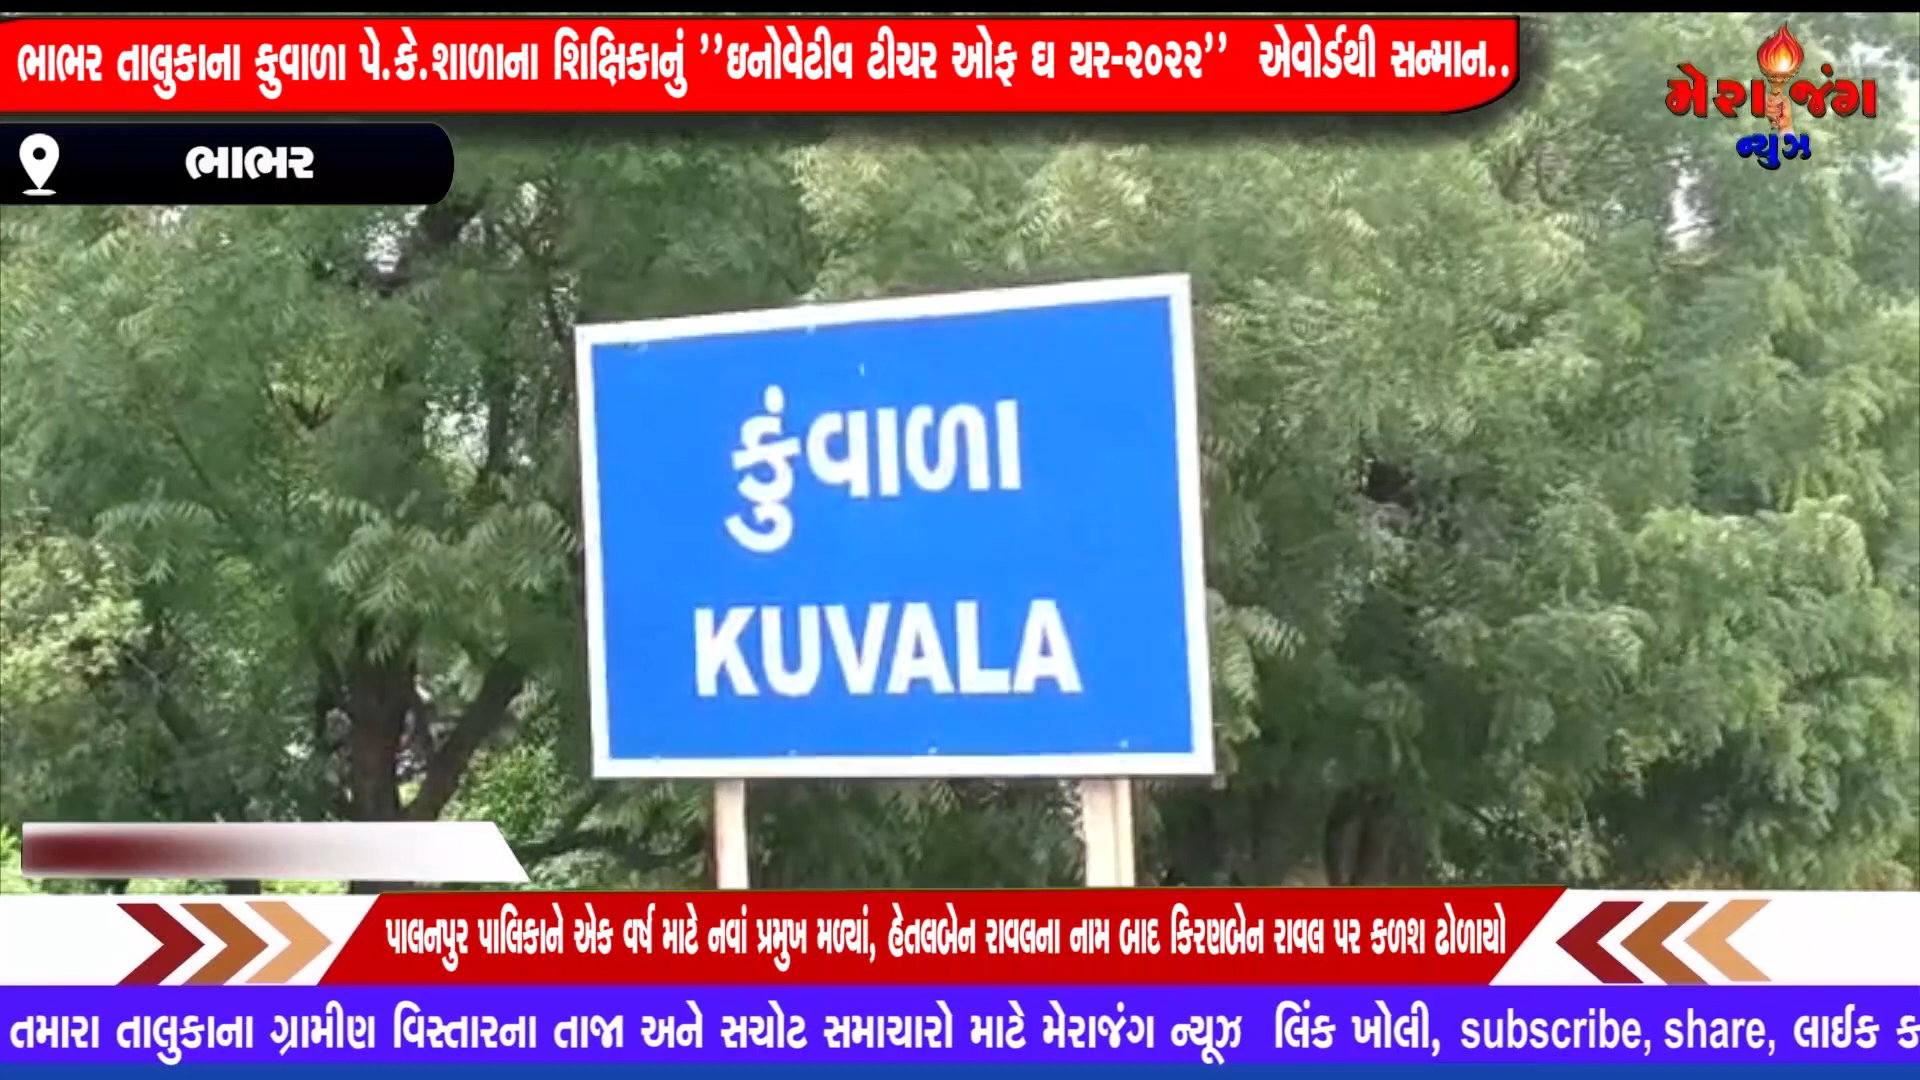 ભાભર તાલુકાના કુવાળા પે.કે.શાળાના શિક્ષિકાનું ’’ઇનોવેટીવ ટીચર ઓફ ઘ યર-૨૦૨૨’’ એવોર્ડથી સન્માન..
મેરા જંગ
ન્યુઝ
ભાભર
કુંવાળા
KUVALA
પાલનપુર પાલિકાને એક વર્ષ માટે નવાં પ્રમુખ મળ્યાં, હેતલબેન રાવલના નામ બાદ કિરણબેન રાવલ પર કળશ ઢોળાયો
તમારા તાલુકાના ગ્રામીણ વિસ્તારના તાજા અને સચોટ સમાચારો માટે મેરાજંગ ન્યૂઝ લિંક ખોલી, subscribe, share, લાઈક ક